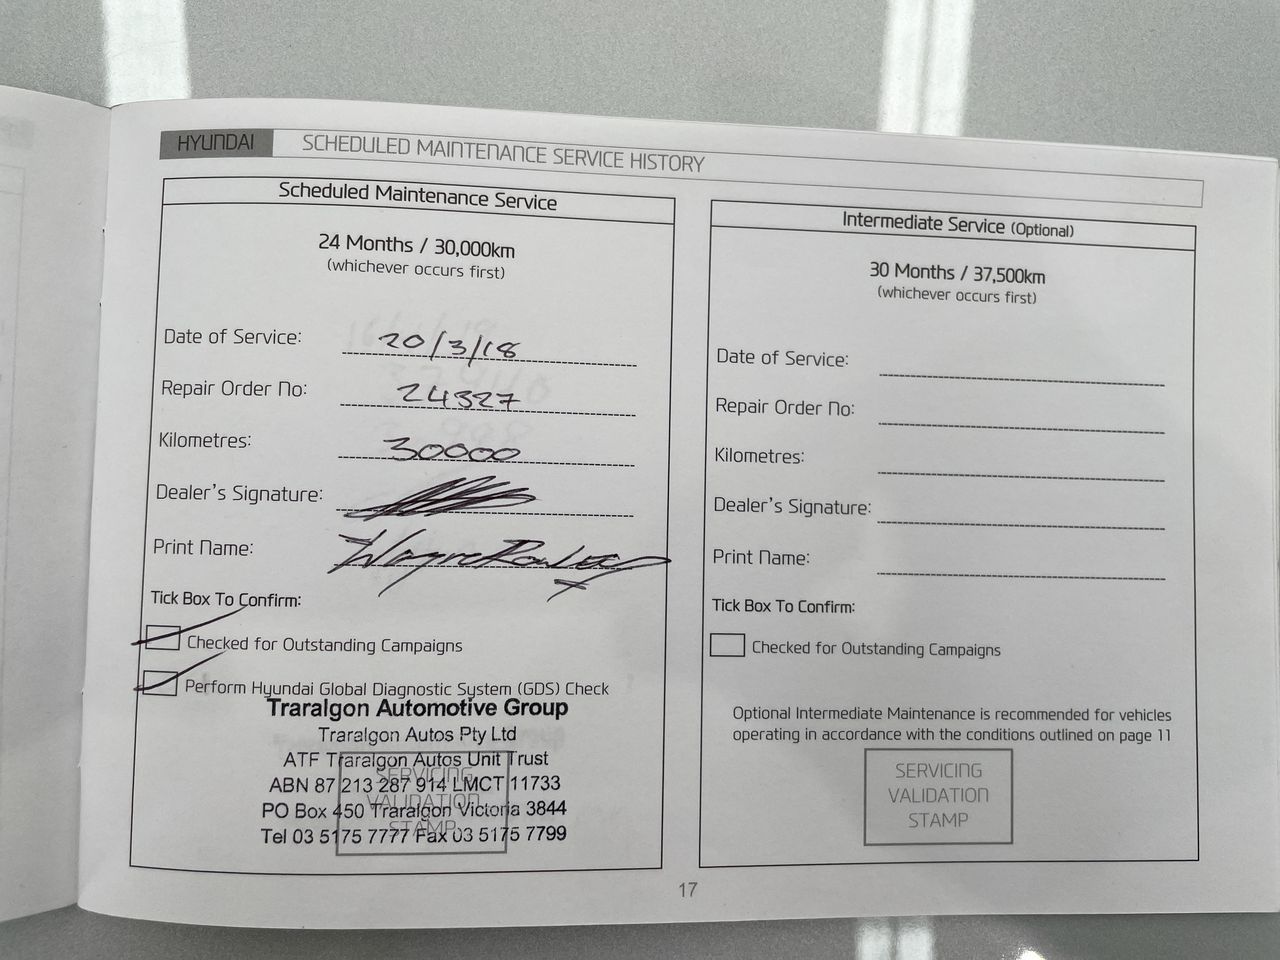 HYUNDAI SCHEDULED MAINTENANCE SERVICE HISTORY
Scheduled Maintenance Service
24 Months / 30,000km
(whichever occurs first)
Date of Service: 20/3/18
Repair Order No: 24327
Kilometres: 30000
Dealer's Signature:
Print Name: Wayne
Tick Box To Confirm:
Checked for Outstanding Campaigns
Perform Hyundai Global Diagnostic System (GDS) Check
Traralgon Automotive Group
Traralgon Autos Pty Ltd
ATF Traralgon Autos Unit Trust
ABN 87 213 287 914 LMCT 11733
PO Box 450 Traralgon Victoria 3844
Tel 03 5175 7777 Fax 03 5175 7799
SERVICING
VALIDATION
STAMP
Intermediate Service (Optional)
30 Months / 37,500km
(whichever occurs first)
Date of Service:
Repair Order No:
Kilometres:
Dealer's Signature:
Print Name:
Tick Box To Confirm:
Checked for Outstanding Campaigns
Optional Intermediate Maintenance is recommended for vehicles
operating in accordance with the conditions outlined on page 11
SERVICING
VALIDATION
STAMP
17